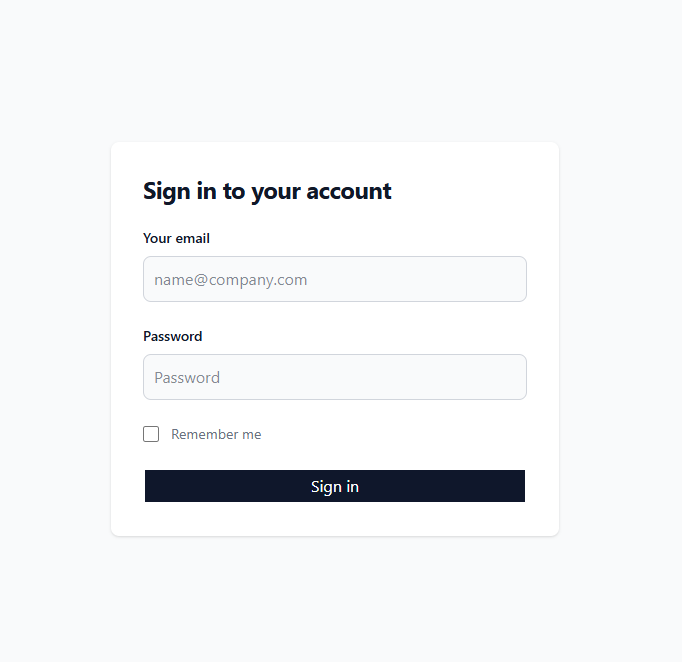 Sign in to your account
Your email
name@company.com
Password
Password
Remember me
Sign in